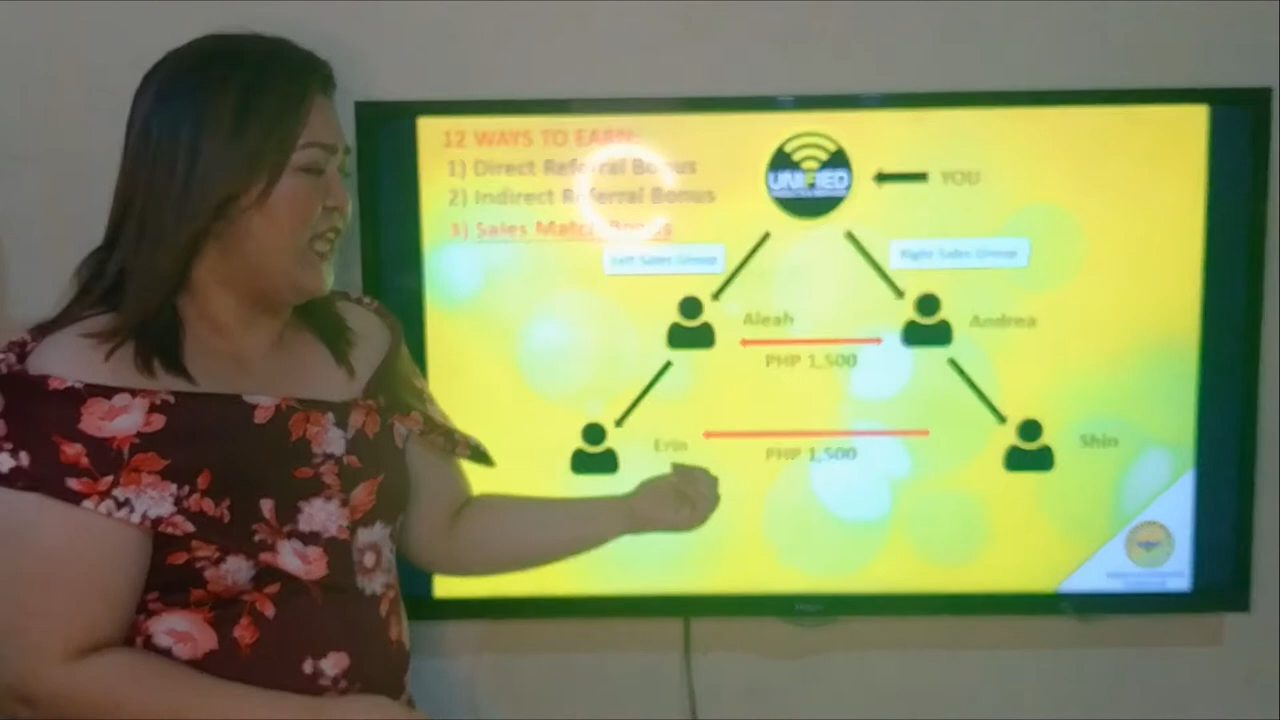 12 WAYS TO EARN:
1) Direct Referral Bonus
2) Indirect Referral Bonus
3) Sales Match Bonus
UNIFIED
YOU
Left Sales Group
Right Sales Group
Aleah
Andrea
PHP 1,500
Erin
PHP 1,500
Shin